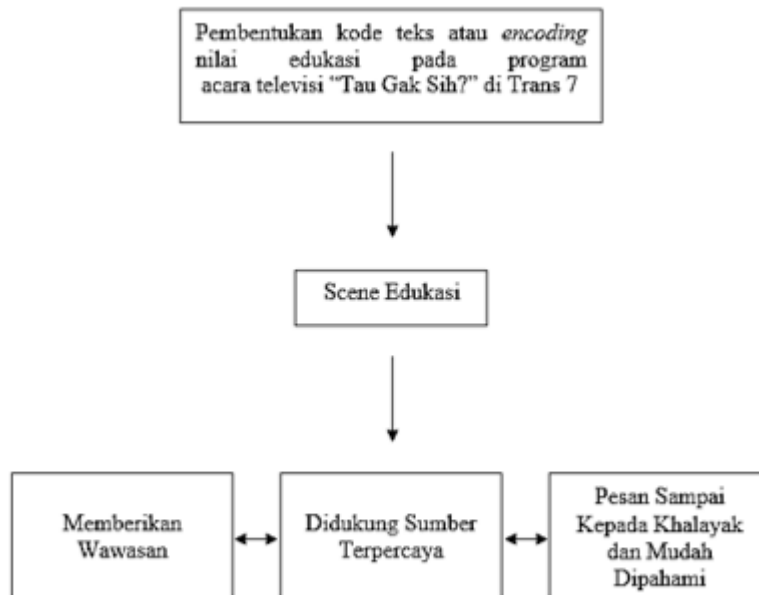 Pembentukan kode teks atau encoding
nilai edukasi pada program
acara televisi “Tau Gak Sih?” di Trans 7
Scene Edukasi
Memberikan
Wawasan
Didukung Sumber
Terpercaya
Pesan Sampai
Kepada Khalayak
dan Mudah
Dipahami